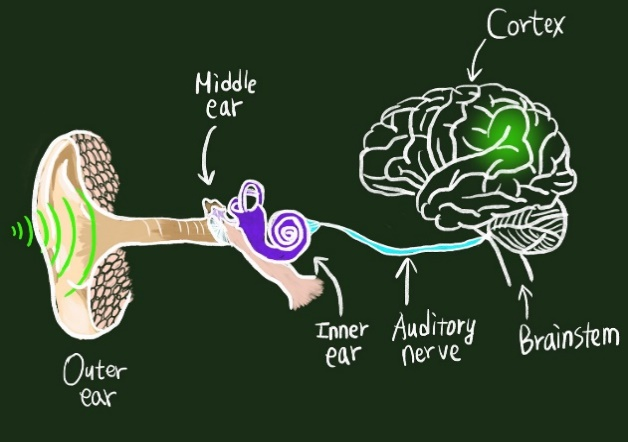 Cortex
Middle
ear
Outer
ear
Inner
ear
Auditory
nerve
Brainstem